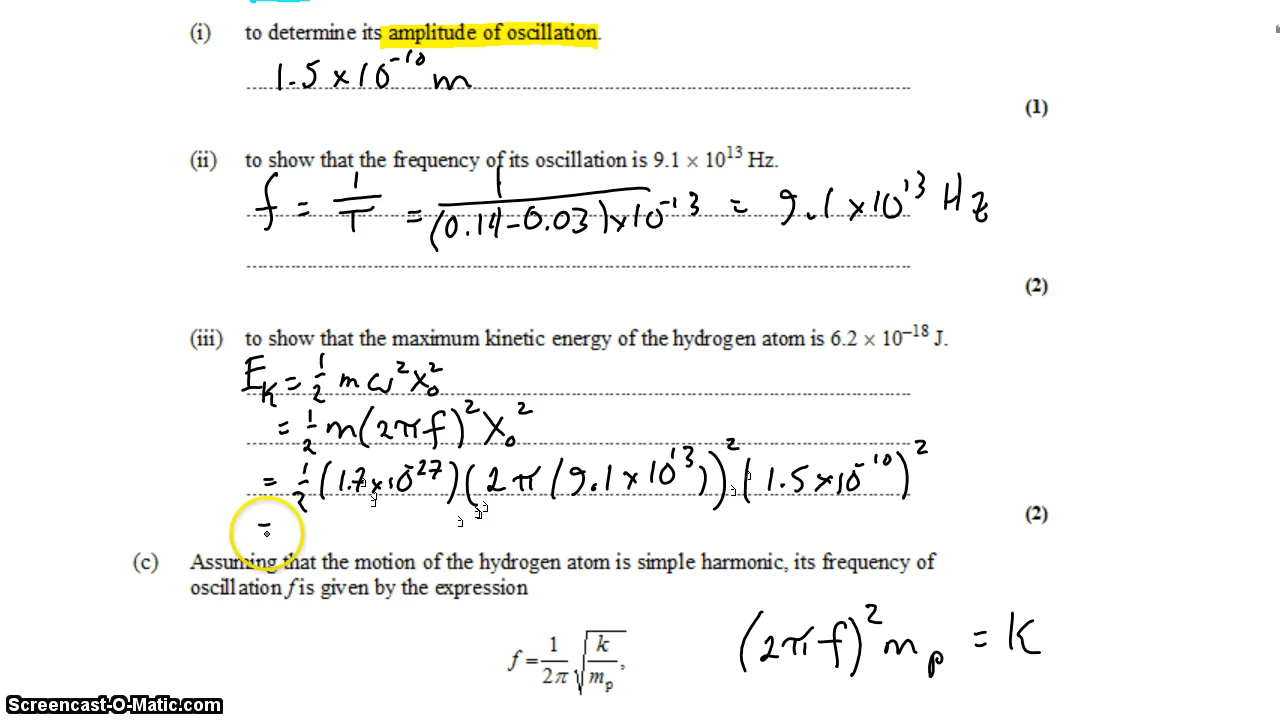 (i) to determine its amplitude of oscillation.
1.5 × 10⁻¹⁰ m
(1)
(ii) to show that the frequency of its oscillation is 9.1 × 10¹³ Hz.
f = 1/T = 1/((0.14-0.03)×10⁻¹³) = 9.1 × 10¹³ Hz
(2)
(iii) to show that the maximum kinetic energy of the hydrogen atom is 6.2 × 10⁻¹⁸ J.
E_K = ½ m ω² x₀²
= ½ m (2πf)² x₀²
= ½ (1.7×10⁻²⁷)(2π(9.1×10¹³))² (1.5×10⁻¹⁰)²
(2)
=
(c) Assuming that the motion of the hydrogen atom is simple harmonic, its frequency of
oscillation f is given by the expression
f = 1/2π √(k/m_p),
(2πf)² m_p = K
Screencast-O-Matic.com